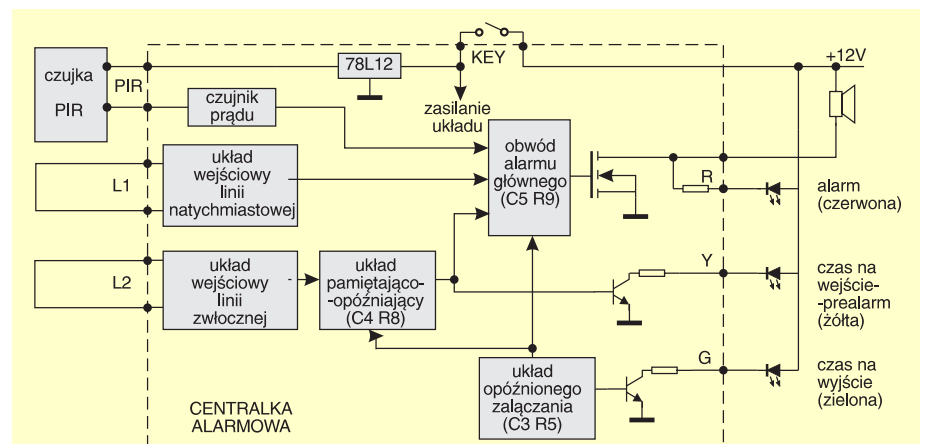 czujka
PIR
PIR
78L12
KEY
+12V
zasilanie
układu
czujnik
prądu
układ
wejściowy
linii
natychmiastowej
L1
obwód
alarmu
głównego
(C5 R9)
R
alarm
(czerwona)
L2
układ
wejściowy
linii
zwłocznej
układ
pamiętająco-
-opóźniający
(C4 R8)
Y
czas na
wejście-
-prealarm
(żółta)
układ
opóźnionego
załączania
(C3 R5)
G
czas na
wyjście
(zielona)
CENTRALKA
ALARMOWA